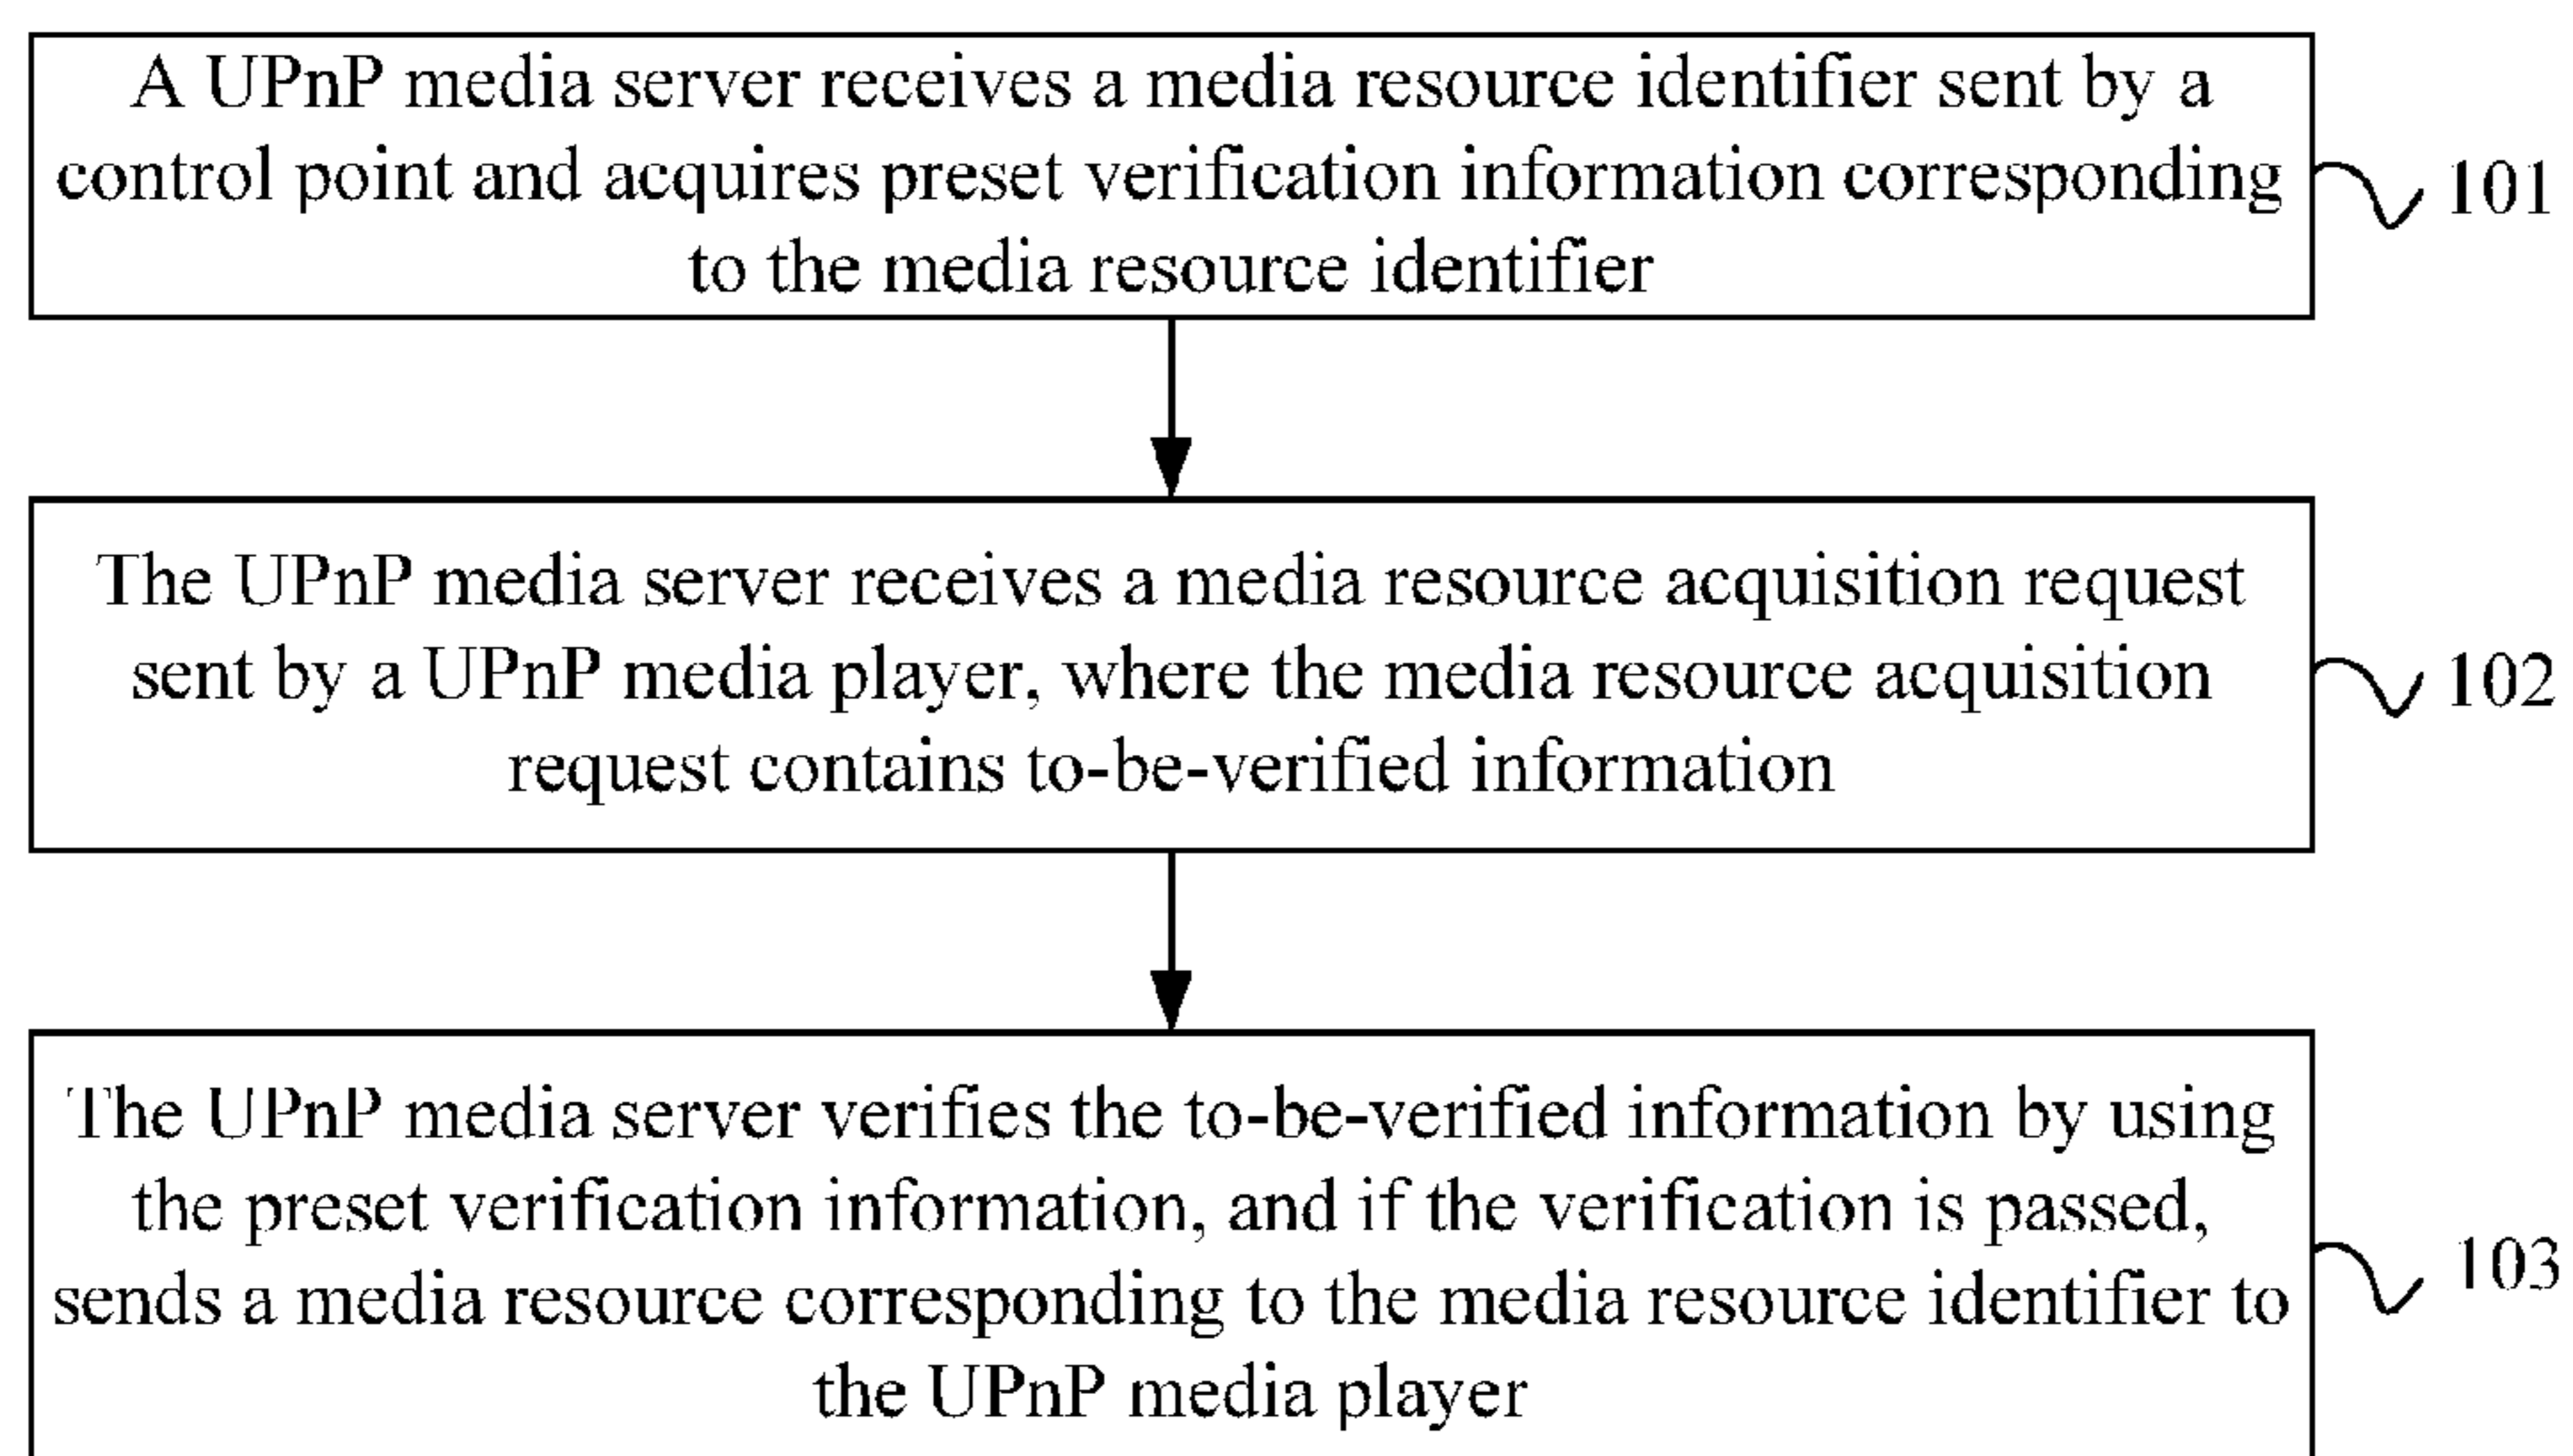 A UPnP media server receives a media resource identifier sent by a
control point and acquires preset verification information corresponding
to the media resource identifier
101
The UPnP media server receives a media resource acquisition request
sent by a UPnP media player, where the media resource acquisition
request contains to-be-verified information
102
The UPnP media server verifies the to-be-verified information by using
the preset verification information, and if the verification is passed,
sends a media resource corresponding to the media resource identifier to
the UPnP media player
103